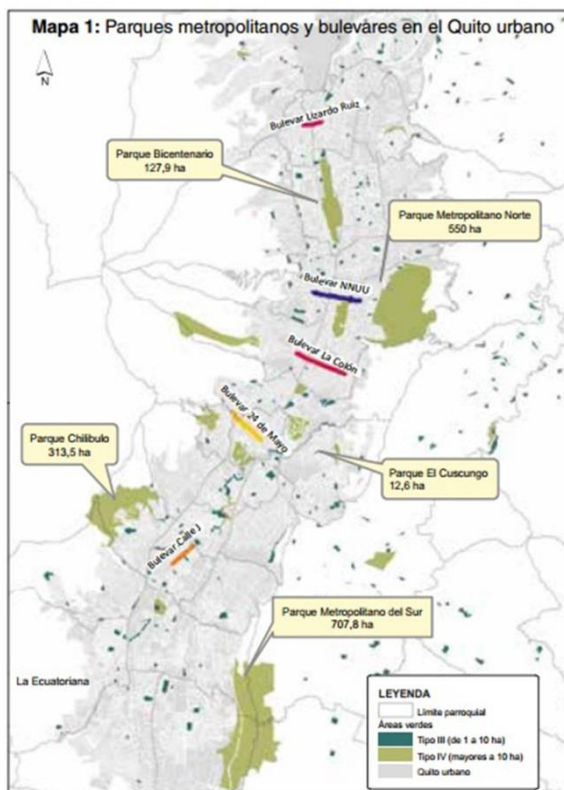 Mapa 1: Parques metropolitanos y bulevares en el Quito urbano
N
Bulevar Lizardo Ruiz
Parque Bicentenario
127,9 ha
Parque Metropolitano Norte
550 ha
Bulevar NNUU
Bulevar La Colón
Bulevar 24 de Mayo
Parque Chilibulo
313,5 ha
Parque El Cuscungo
12,6 ha
Bulevar Calle J
Parque Metropolitano del Sur
707,8 ha
La Ecuatoriana
LEYENDA
Límite parroquial
Áreas verdes
Tipo III (de 1 a 10 ha)
Tipo IV (mayores a 10 ha)
Quito urbano